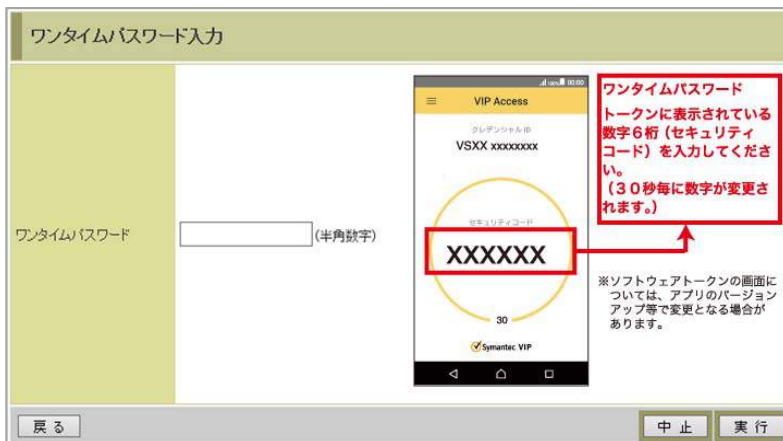 ワンタイムパスワード入力
ワンタイムパスワード
(半角数字)
100% 00:00
VIP Access
クレデンシャル ID
VSXX xxxxxxxx
セキュリティコード
XXXXXX
30
Symantec VIP
ワンタイムパスワード
トークンに表示されている
数字6桁（セキュリティ
コード）を入力してくださ
い。
（３０秒毎に数字が変更さ
れます。）
※ソフトウェアトークンの画面に
ついては、アプリのバージョン
アップ等で変更となる場合が
あります。
戻 る
中 止
実 行